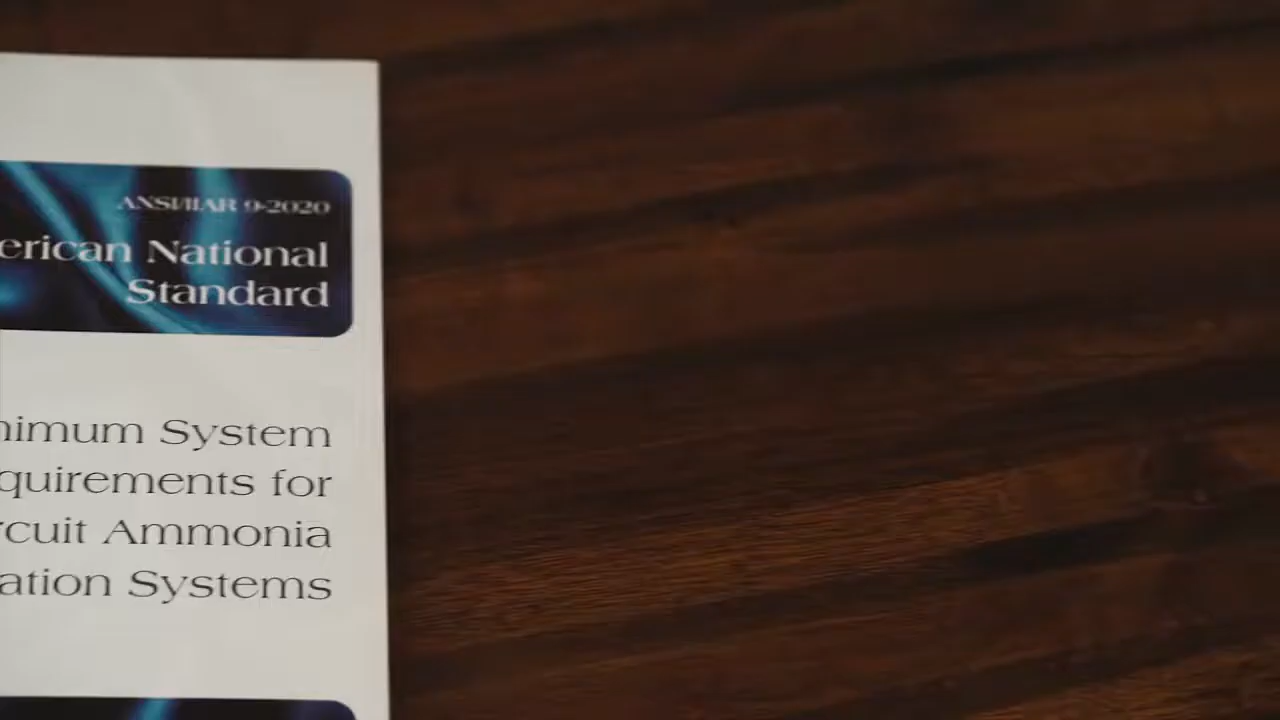 ANSI/IIAR 9-2020
erican National
Standard
nimum System
quirements for
rcuit Ammonia
ation Systems